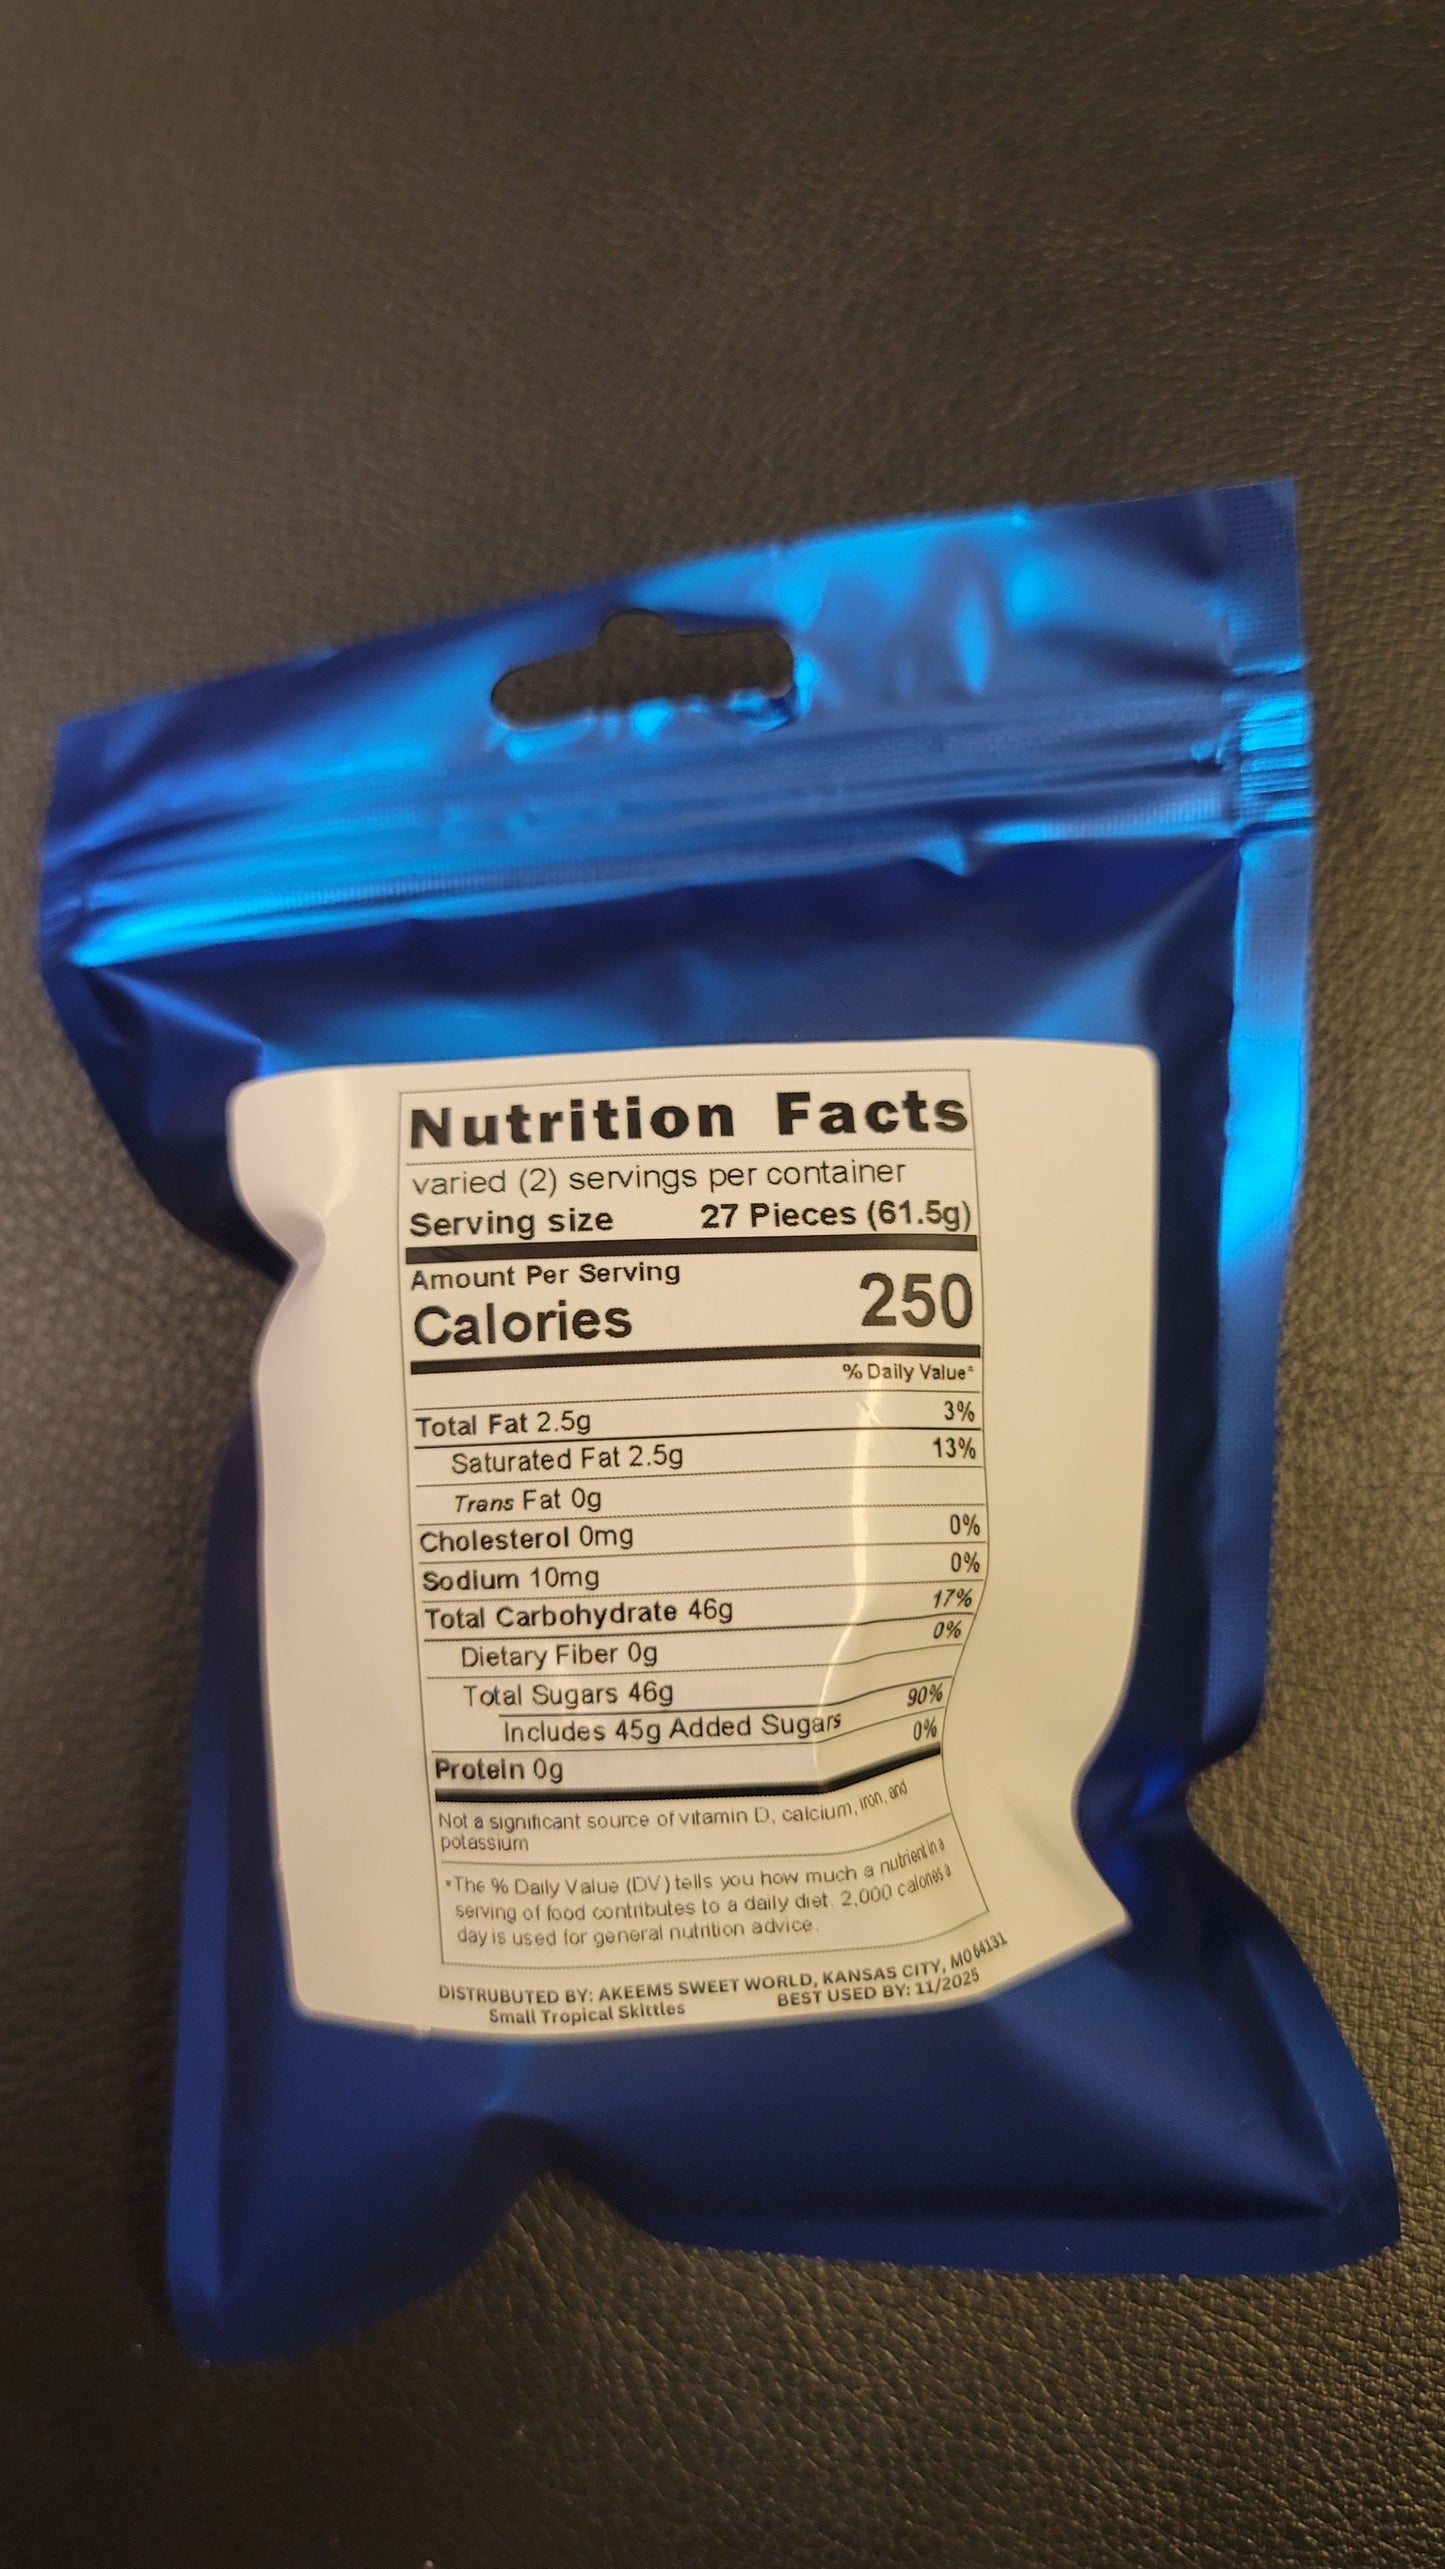 Nutrition Facts
varied (2) servings per container
Serving size 27 Pieces (61.5g)
Amount Per Serving
Calories 250
% Daily Value*
Total Fat 2.5g 3%
Saturated Fat 2.5g 13%
Trans Fat 0g
Cholesterol 0mg 0%
Sodium 10mg 0%
Total Carbohydrate 46g 17%
Dietary Fiber 0g 0%
Total Sugars 46g
Includes 45g Added Sugars 90%
Protein 0g 0%
Not a significant source of vitamin D, calcium, iron, and
potassium
*The % Daily Value (DV) tells you how much a nutrient in a
serving of food contributes to a daily diet. 2,000 calories a
day is used for general nutrition advice.
DISTRUBUTED BY: AKEEMS SWEET WORLD, KANSAS CITY, MO 64131
Small Tropical Skittles BEST USED BY: 11/2025